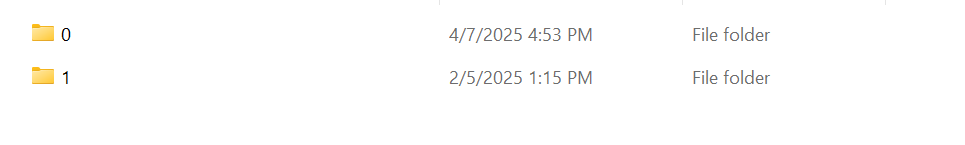 0 4/7/2025 4:53 PM File folder
1 2/5/2025 1:15 PM File folder